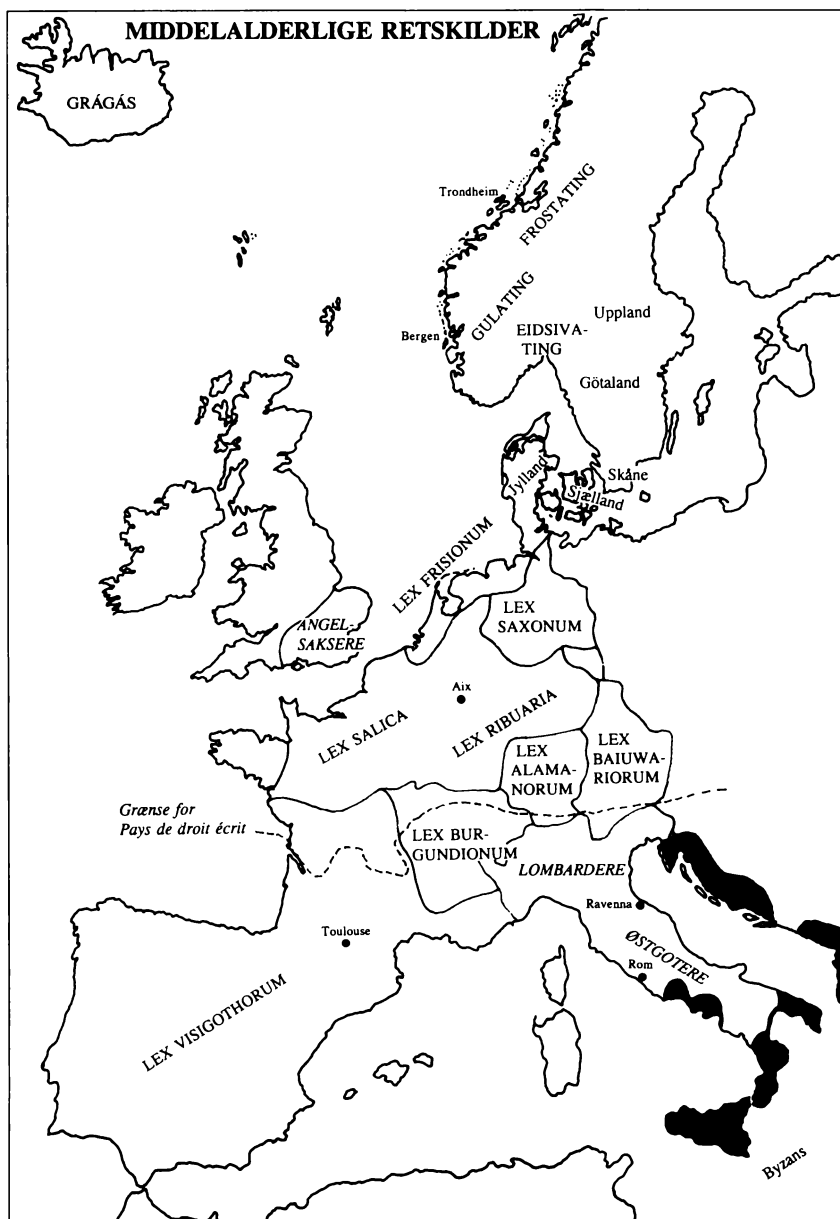 MIDDELALDERLIGE RETSKILDER
GRÁGÁS
Trondheim
FROSTATING
GULATING
Bergen
EIDSIVA-
TING
Uppland
Götaland
Skåne
Jylland
Sjælland
LEX FRISIONUM
LEX
SAXONUM
ANGEL-
SAKSERE
Aix
LEX SALICA
LEX RIBUARIA
LEX
ALAMA-
NORUM
LEX
BAIUWA-
RIORUM
Grænse for
Pays de droit écrit
LEX BUR-
GUNDIONUM
LOMBARDERE
Ravenna
Toulouse
ØSTGOTERE
Rom
LEX VISIGOTHORUM
Byzans